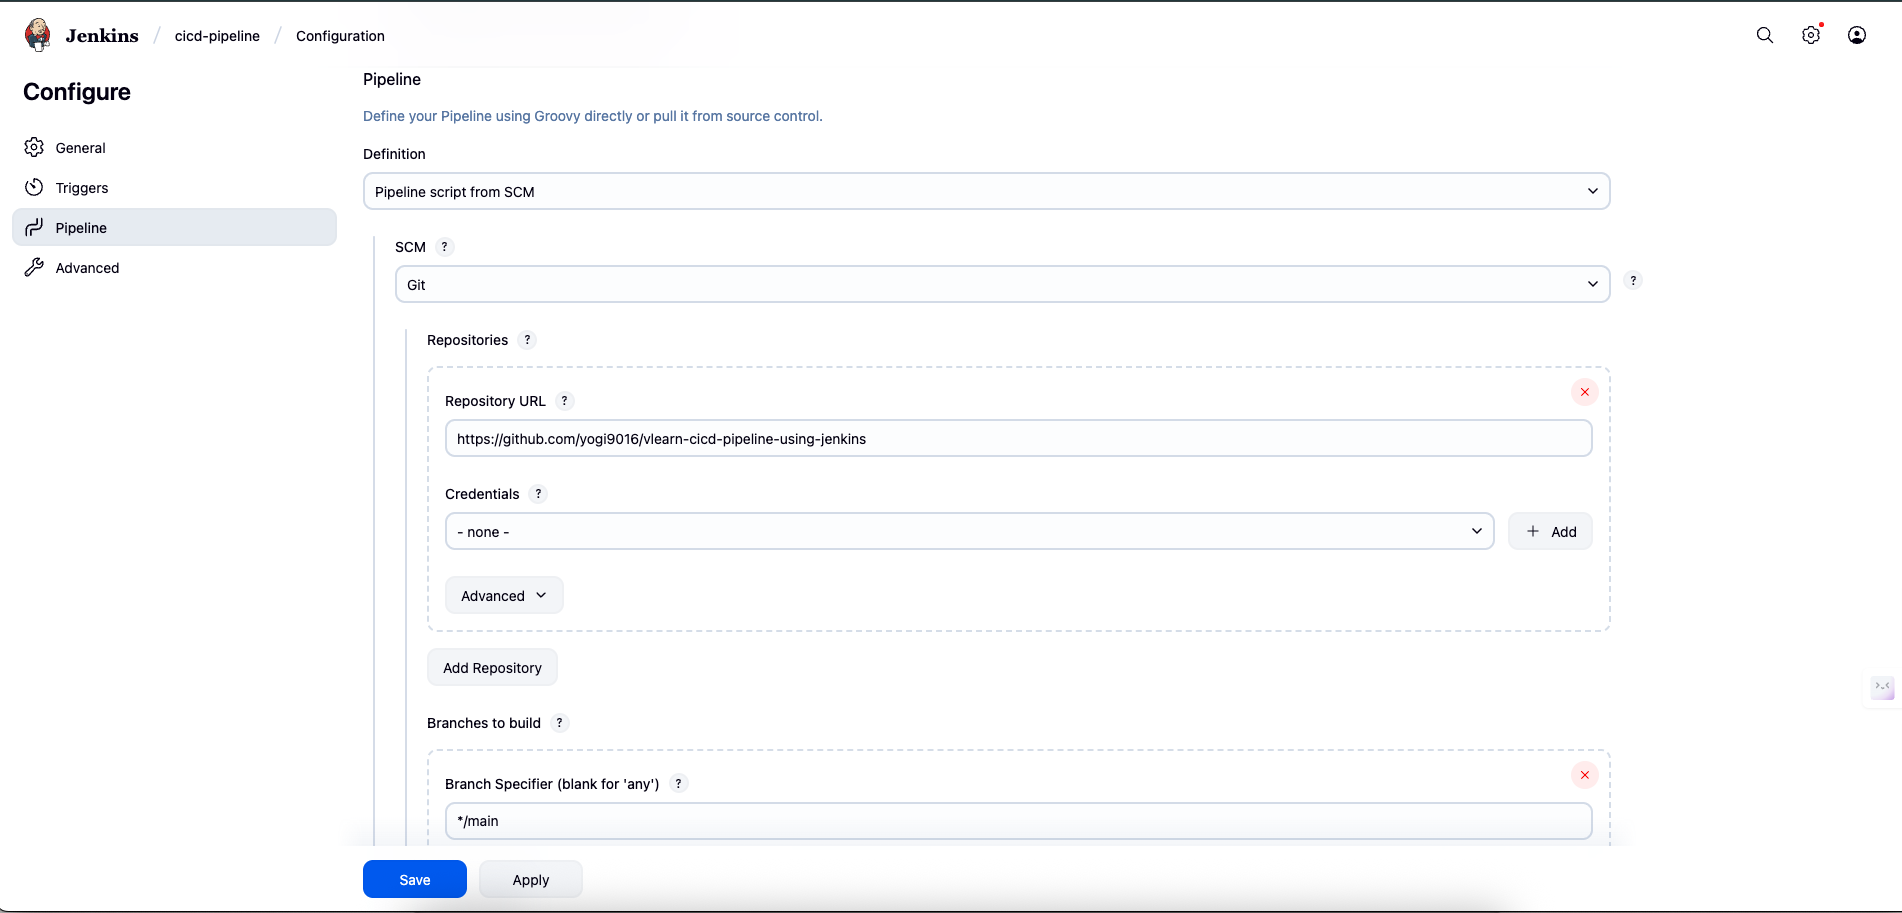 Jenkins / cicd-pipeline / Configuration
Configure
General
Triggers
Pipeline
Advanced
Pipeline
Define your Pipeline using Groovy directly or pull it from source control.
Definition
Pipeline script from SCM
SCM ?
Git
?
Repositories ?
Repository URL ?
https://github.com/yogi9016/vlearn-cicd-pipeline-using-jenkins
Credentials ?
- none -
+ Add
Advanced
Add Repository
Branches to build ?
Branch Specifier (blank for 'any') ?
*/main
Save
Apply